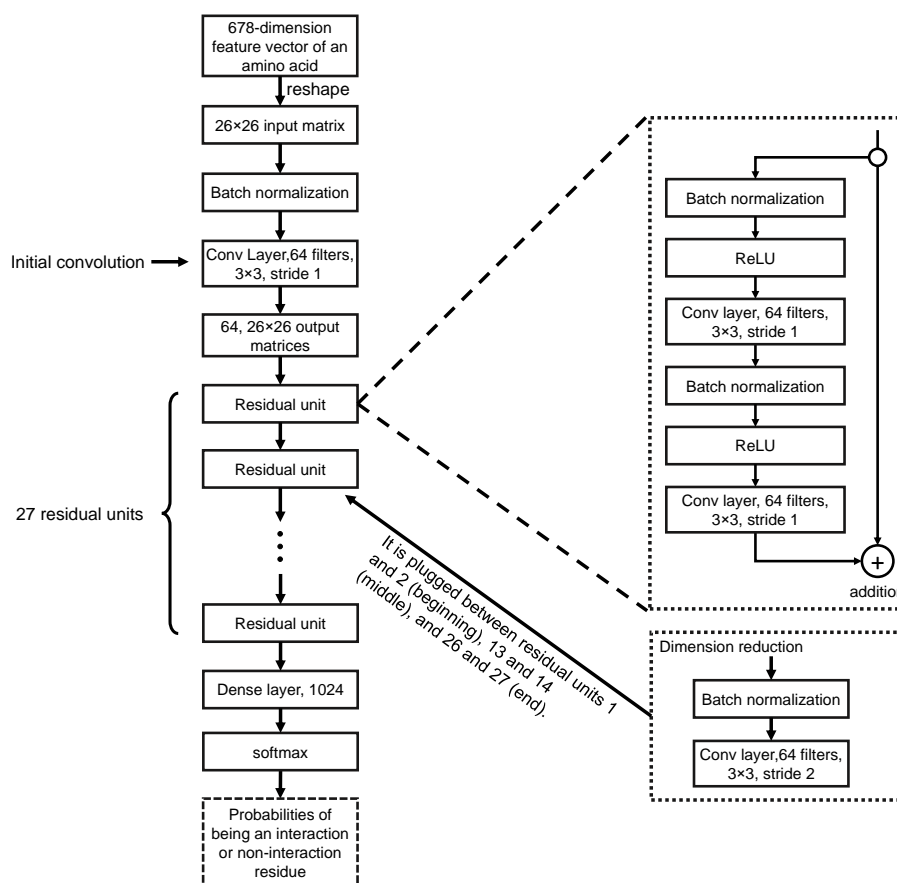 678-dimension
feature vector of an
amino acid
reshape
26×26 input matrix
Batch normalization
Initial convolution
Conv Layer,64 filters,
3×3, stride 1
64, 26×26 output
matrices
Residual unit
Residual unit
27 residual units
Residual unit
Dense layer, 1024
softmax
Probabilities of
being an interaction
or non-interaction
residue
Batch normalization
ReLU
Conv layer, 64 filters,
3×3, stride 1
Batch normalization
ReLU
Conv layer, 64 filters,
3×3, stride 1
+
addition
It is plugged between residual units 1
and 2 (beginning), 13 and 14
(middle), and 26 and 27 (end).
Dimension reduction
Batch normalization
Conv layer,64 filters,
3×3, stride 2